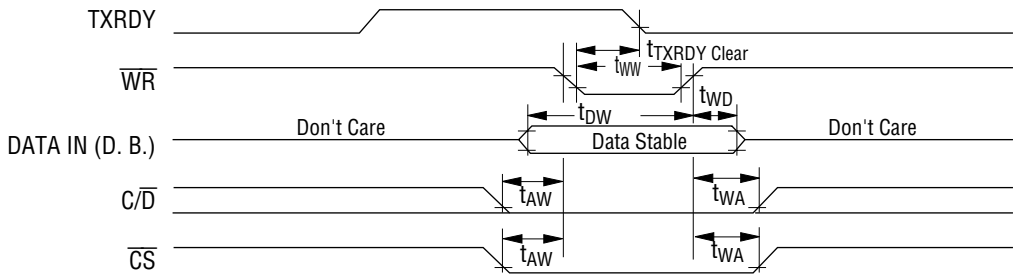 TXRDY
tTXRDY Clear
WR
tWW
tWD
tDW
DATA IN (D. B.) Don't Care Data Stable Don't Care
C/D
tAW tWA
CS
tAW tWA